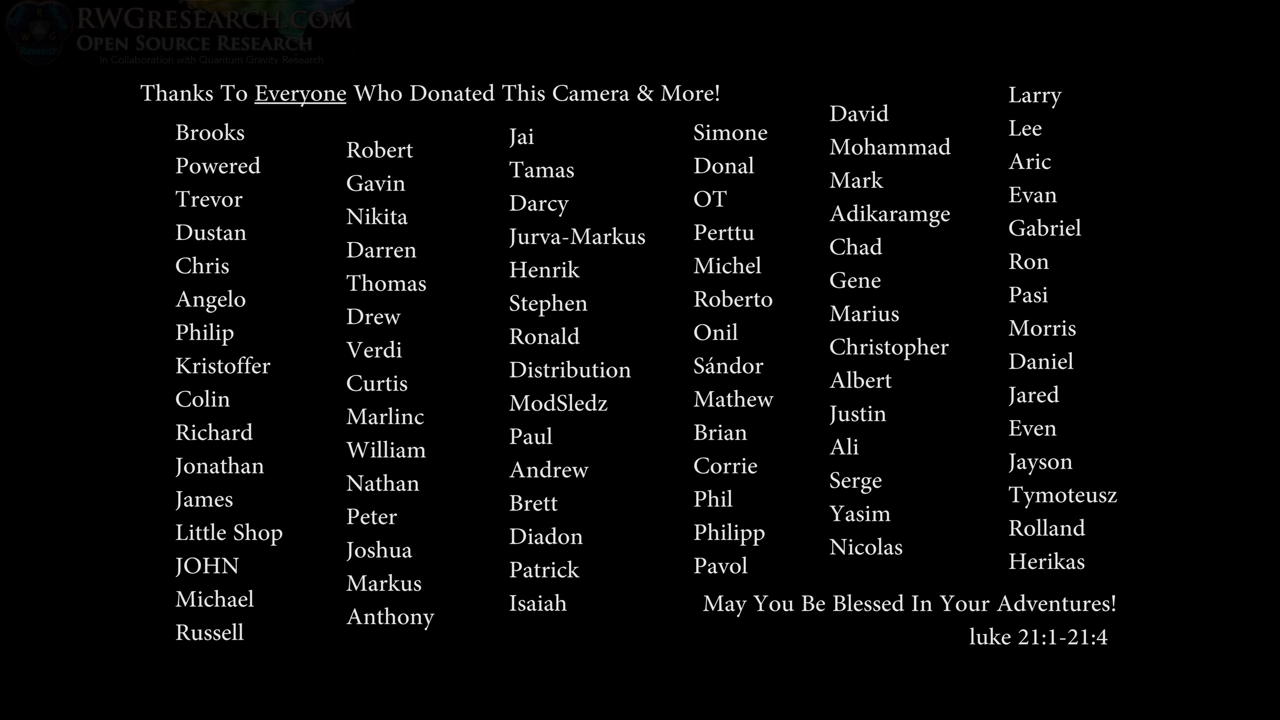 RWGRESEARCH.COM
OPEN SOURCE RESEARCH
In Collaboration with Quantum Gravity Research
Thanks To Everyone Who Donated This Camera & More!
Brooks
Powered
Trevor
Dustan
Chris
Angelo
Philip
Kristoffer
Colin
Richard
Jonathan
James
Little Shop
JOHN
Michael
Russell
Robert
Gavin
Nikita
Darren
Thomas
Drew
Verdi
Curtis
Marlinc
William
Nathan
Peter
Joshua
Markus
Anthony
Jai
Tamas
Darcy
Jurva-Markus
Henrik
Stephen
Ronald
Distribution
ModSledz
Paul
Andrew
Brett
Diadon
Patrick
Isaiah
Simone
Donal
OT
Perttu
Michel
Roberto
Onil
Sándor
Mathew
Brian
Corrie
Phil
Philipp
Pavol
David
Mohammad
Mark
Adikaramge
Chad
Gene
Marius
Christopher
Albert
Justin
Ali
Serge
Yasim
Nicolas
Larry
Lee
Aric
Evan
Gabriel
Ron
Pasi
Morris
Daniel
Jared
Even
Jayson
Tymoteusz
Rolland
Herikas
May You Be Blessed In Your Adventures!
luke 21:1-21:4